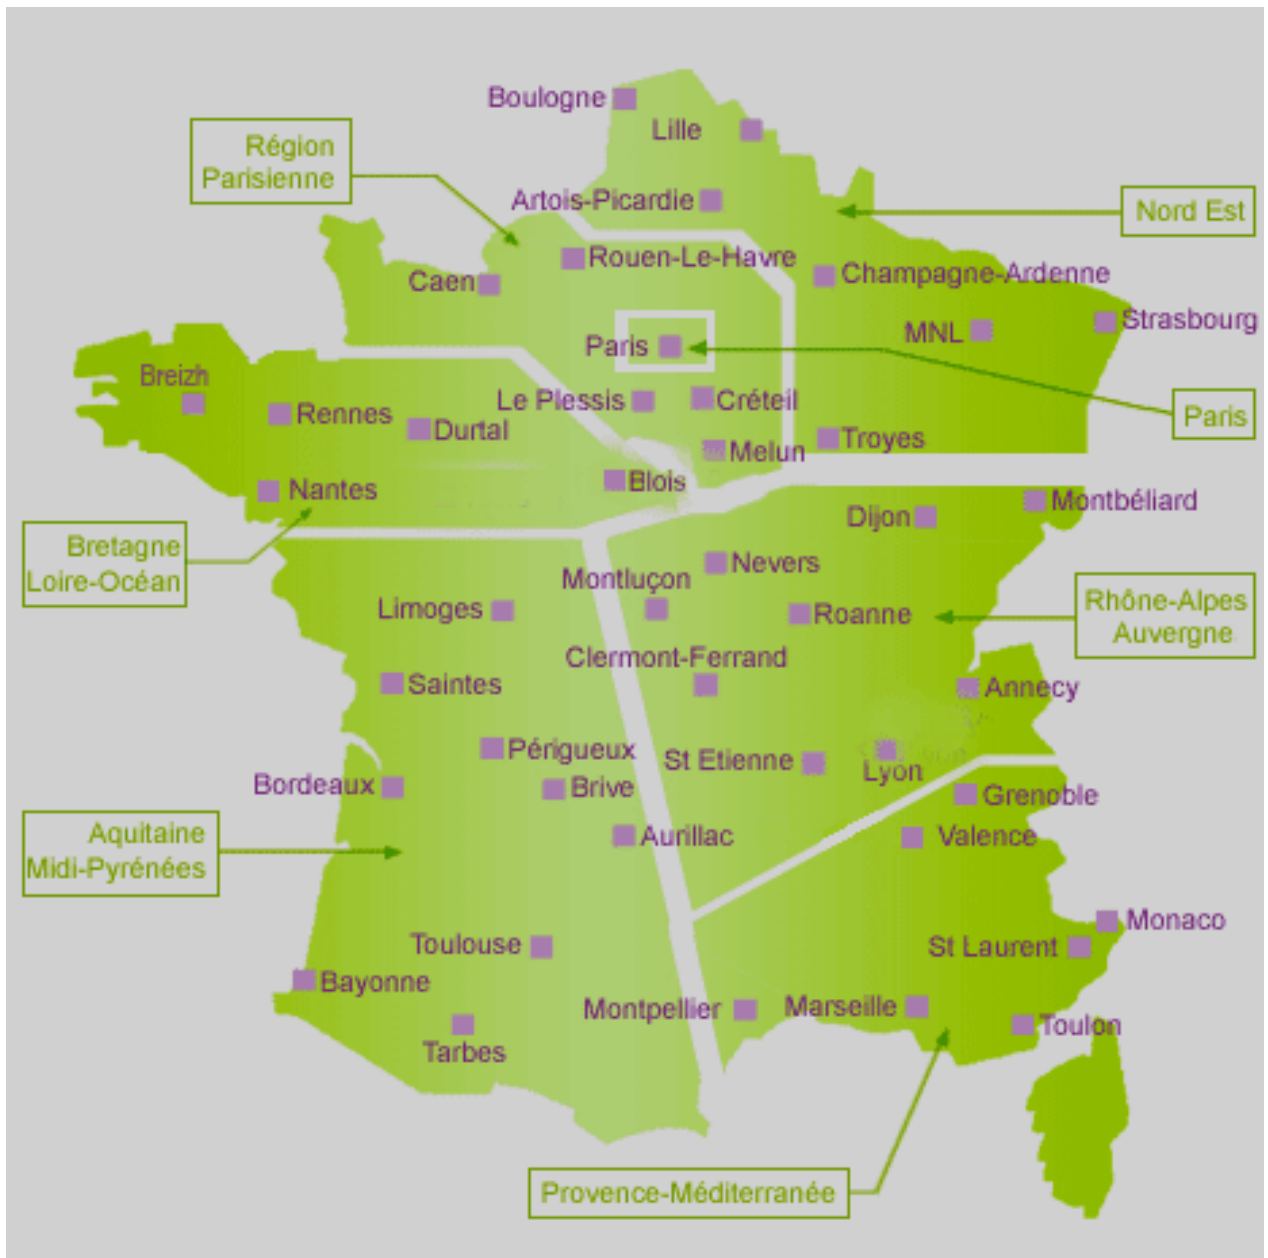 Boulogne
Lille
Région
Parisienne
Artois-Picardie
Nord Est
Rouen-Le-Havre
Caen
Champagne-Ardenne
Strasbourg
MNL
Paris
Breizh
Le Plessis
Créteil
Paris
Rennes
Durtal
Troyes
Melun
Blois
Nantes
Montbéliard
Dijon
Bretagne
Loire-Océan
Nevers
Montluçon
Limoges
Roanne
Rhône-Alpes
Auvergne
Clermont-Ferrand
Saintes
Annecy
Périgueux
St Etienne
Lyon
Bordeaux
Brive
Grenoble
Aquitaine
Midi-Pyrénées
Aurillac
Valence
Monaco
Toulouse
St Laurent
Bayonne
Montpellier
Marseille
Toulon
Tarbes
Provence-Méditerranée